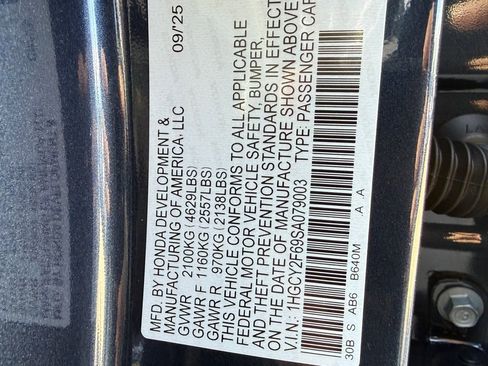 MFD. BY HONDA DEVELOPMENT &
MANUFACTURING OF AMERICA, LLC 09/25
GVWR 2100KG (4629LBS)
GAWR F 1160KG (2557LBS)
GAWR R 970KG (2138LBS)
THIS VEHICLE CONFORMS TO ALL APPLICABLE
FEDERAL MOTOR VEHICLE SAFETY, BUMPER,
AND THEFT PREVENTION STANDARDS IN EFFECT
ON THE DATE OF MANUFACTURE SHOWN ABOVE
V.I.N.: 1HGCY2F69SA079003 TYPE: PASSENGER CAR
30B S AB6 B640M A . A